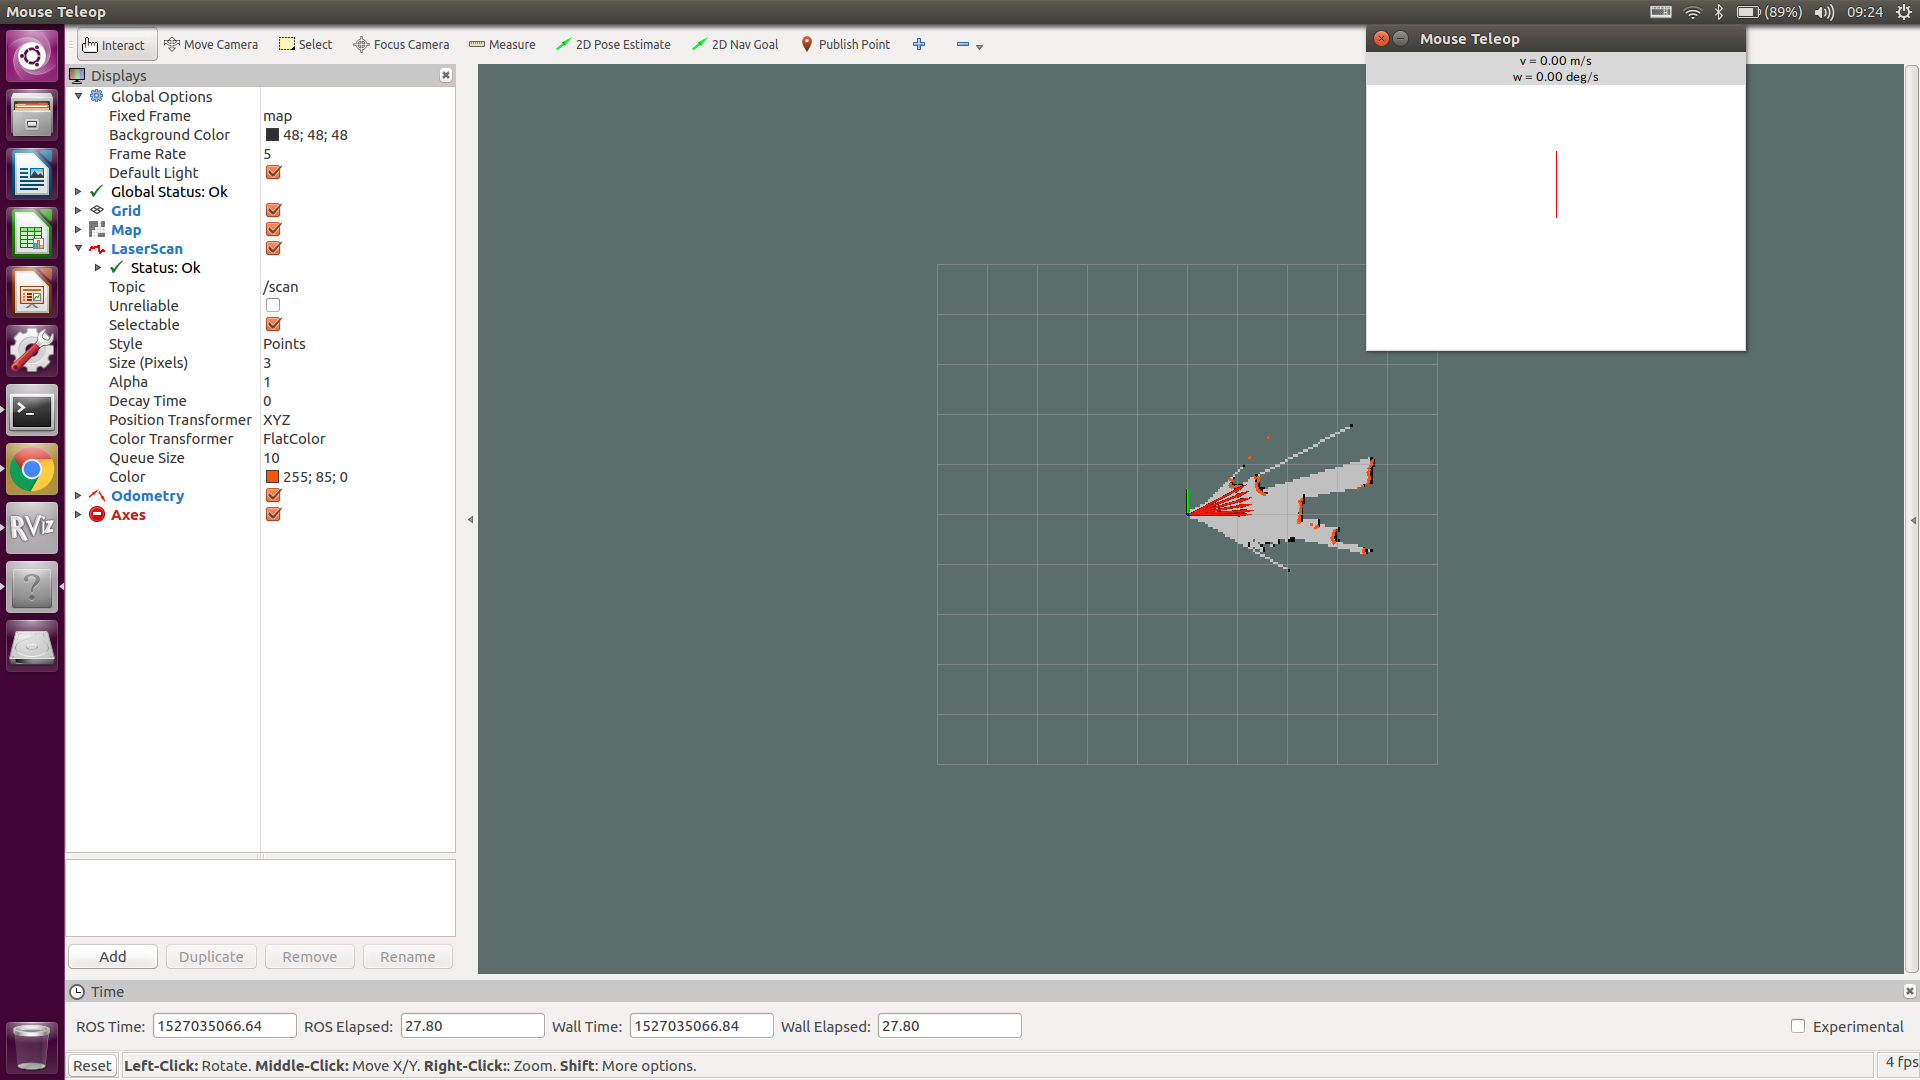 Mouse Teleop
(89%)
09:24
Interact
Move Camera
Select
Focus Camera
Measure
2D Pose Estimate
2D Nav Goal
Publish Point
Mouse Teleop
v = 0.00 m/s
w = 0.00 deg/s
Displays
Global Options
Fixed Frame map
Background Color 48; 48; 48
Frame Rate 5
Default Light
Global Status: Ok
Grid
Map
LaserScan
Status: Ok
Topic /scan
Unreliable
Selectable
Style Points
Size (Pixels) 3
Alpha 1
Decay Time 0
Position Transformer XYZ
Color Transformer FlatColor
Queue Size 10
Color 255; 85; 0
Odometry
Axes
RViz
Add Duplicate Remove Rename
Time
ROS Time: 1527035066.64 ROS Elapsed: 27.80 Wall Time: 1527035066.84 Wall Elapsed: 27.80 Experimental
Reset Left-Click: Rotate. Middle-Click: Move X/Y. Right-Click:: Zoom. Shift: More options. 4 fps